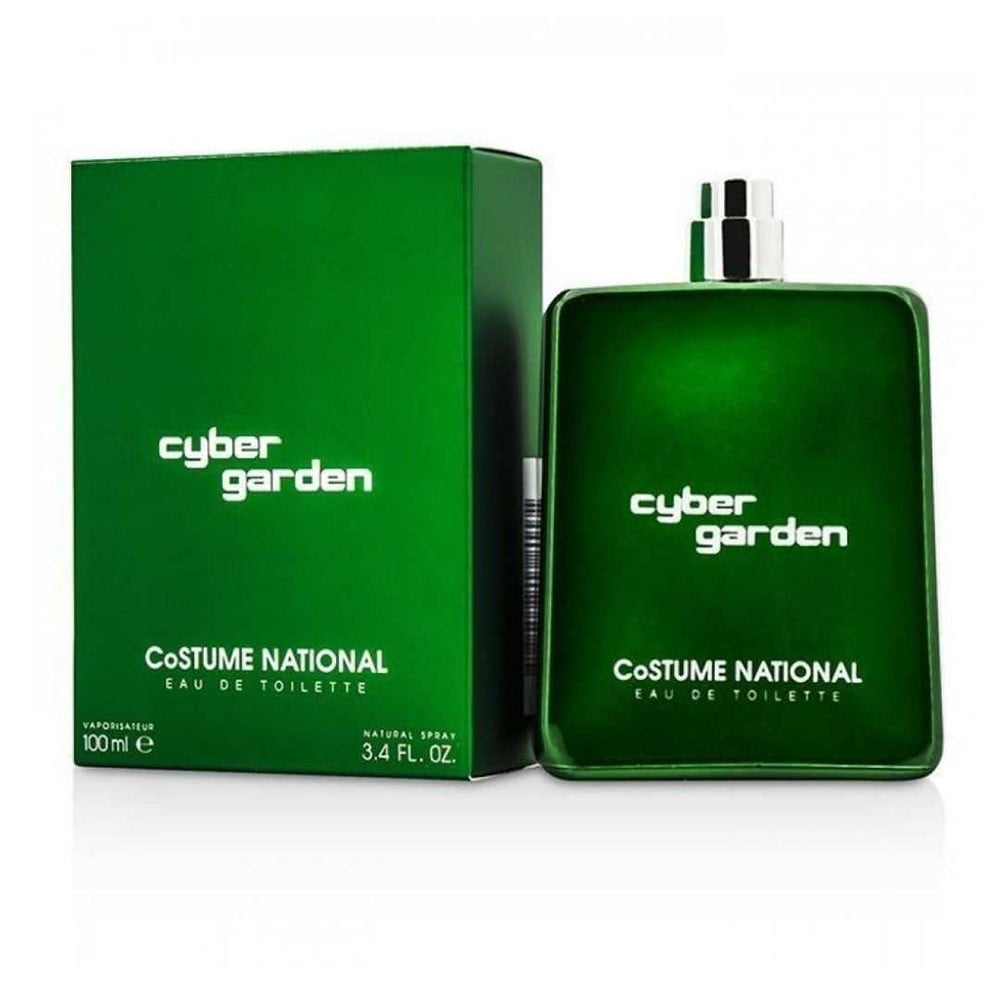 cyber
garden
CoSTUME NATIONAL
EAU DE TOILETTE
VAPORISATEUR
100 ml e
NATURAL SPRAY
3.4 FL. OZ.
cyber
garden
CoSTUME NATIONAL
EAU DE TOILETTE